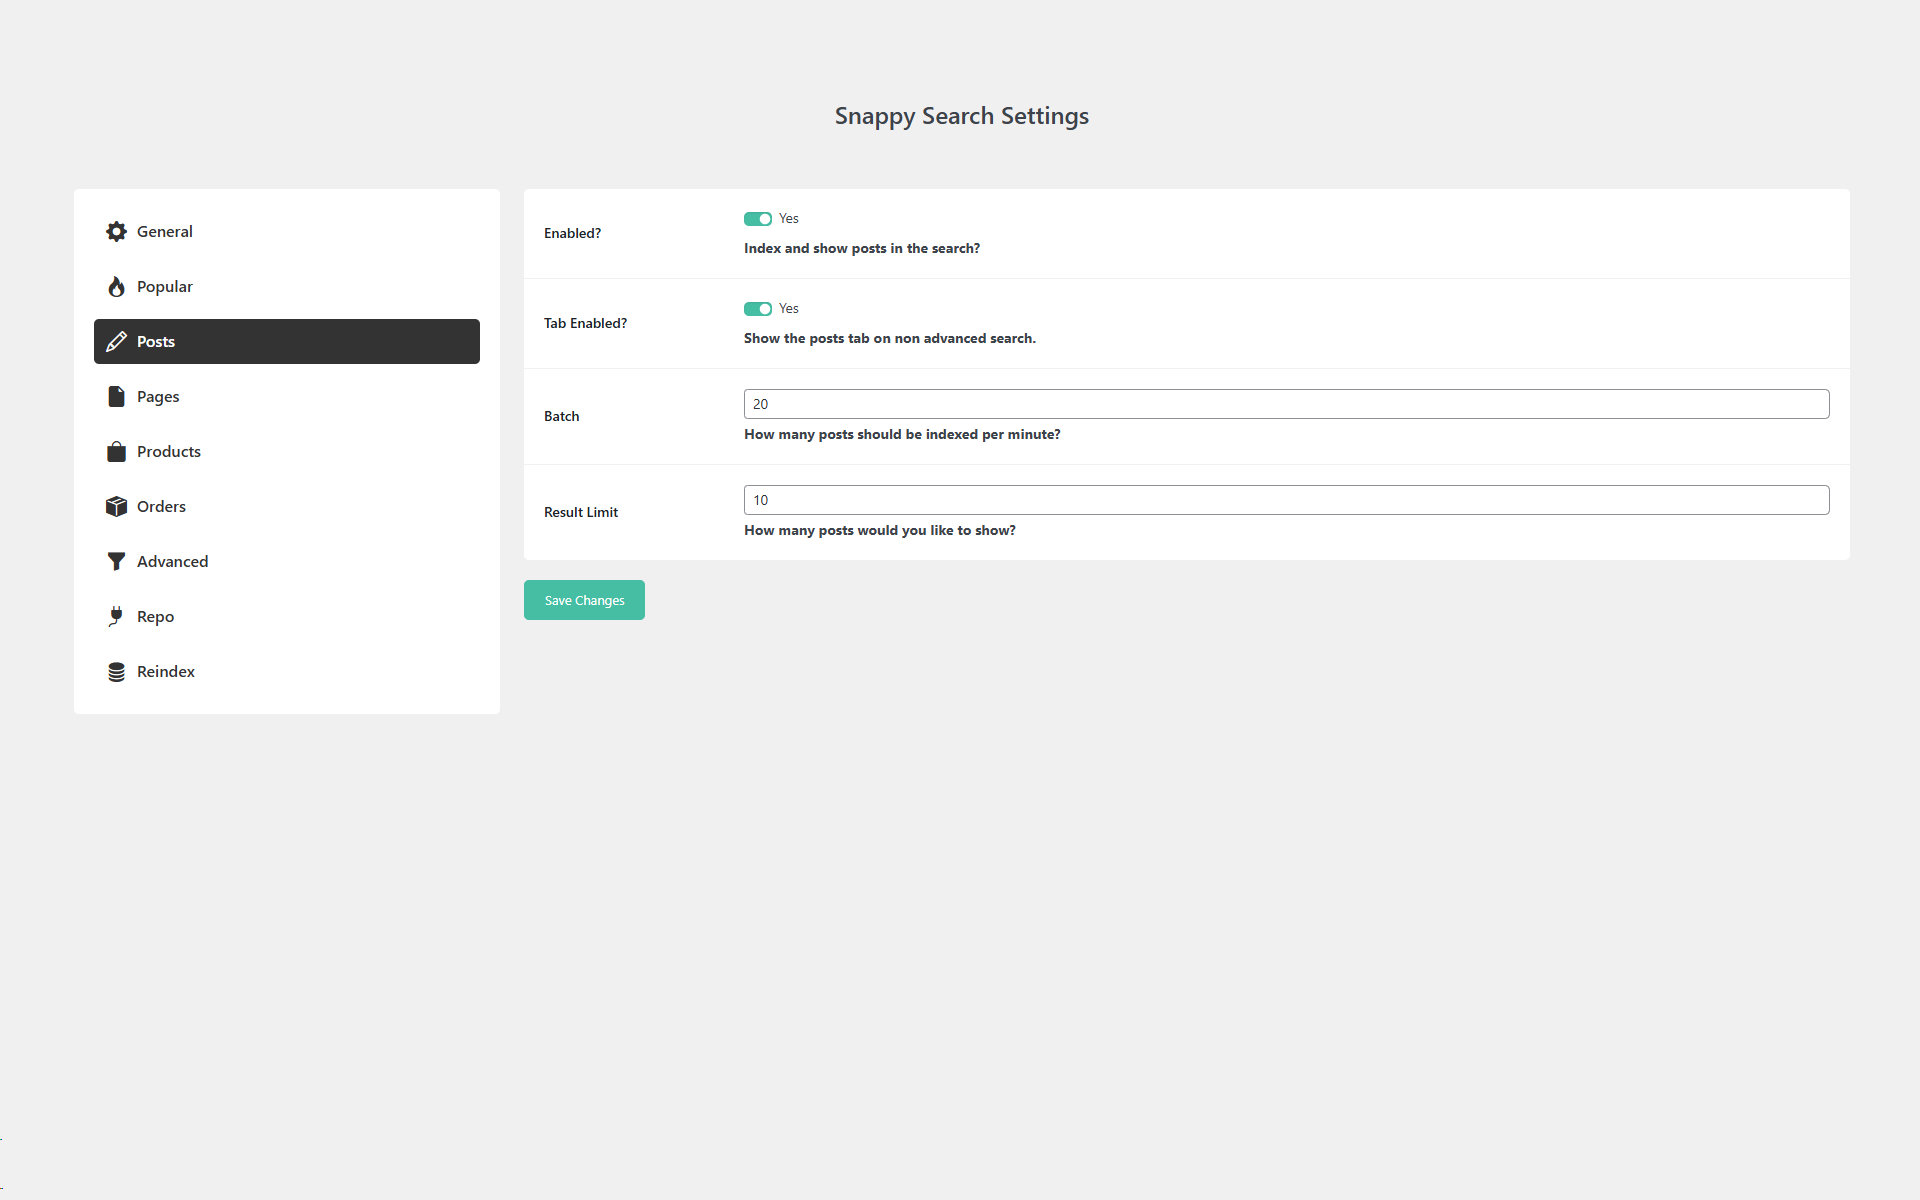 Snappy Search Settings
General
Popular
Posts
Pages
Products
Orders
Advanced
Repo
Reindex
Enabled?
Yes
Index and show posts in the search?
Tab Enabled?
Yes
Show the posts tab on non advanced search.
Batch
20
How many posts should be indexed per minute?
Result Limit
10
How many posts would you like to show?
Save Changes